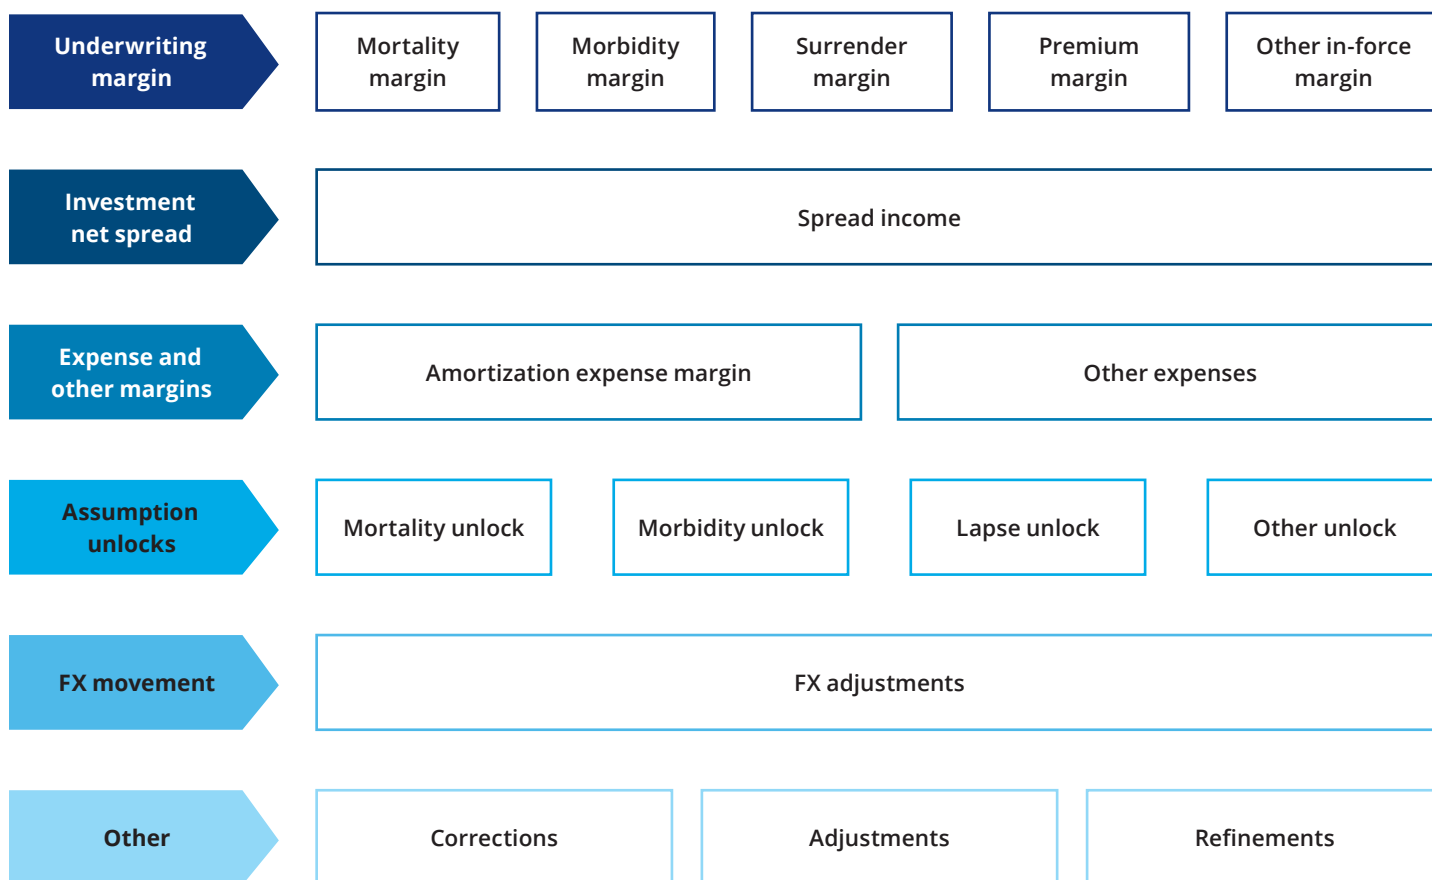 Underwriting
margin
Mortality
margin
Morbidity
margin
Surrender
margin
Premium
margin
Other in-force
margin
Investment
net spread
Spread income
Expense and
other margins
Amortization expense margin
Other expenses
Assumption
unlocks
Mortality unlock
Morbidity unlock
Lapse unlock
Other unlock
FX movement
FX adjustments
Other
Corrections
Adjustments
Refinements